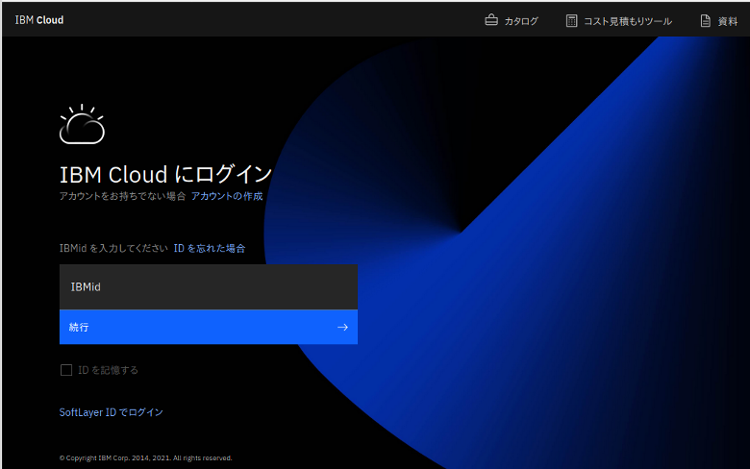 IBM Cloud
カタログ
コスト見積もりツール
資料
IBM Cloud にログイン
アカウントをお持ちでない場合 アカウントの作成
IBMid を入力してください ID を忘れた場合
IBMid
続行
ID を記憶する
SoftLayer ID でログイン
© Copyright IBM Corp. 2014, 2021. All rights reserved.